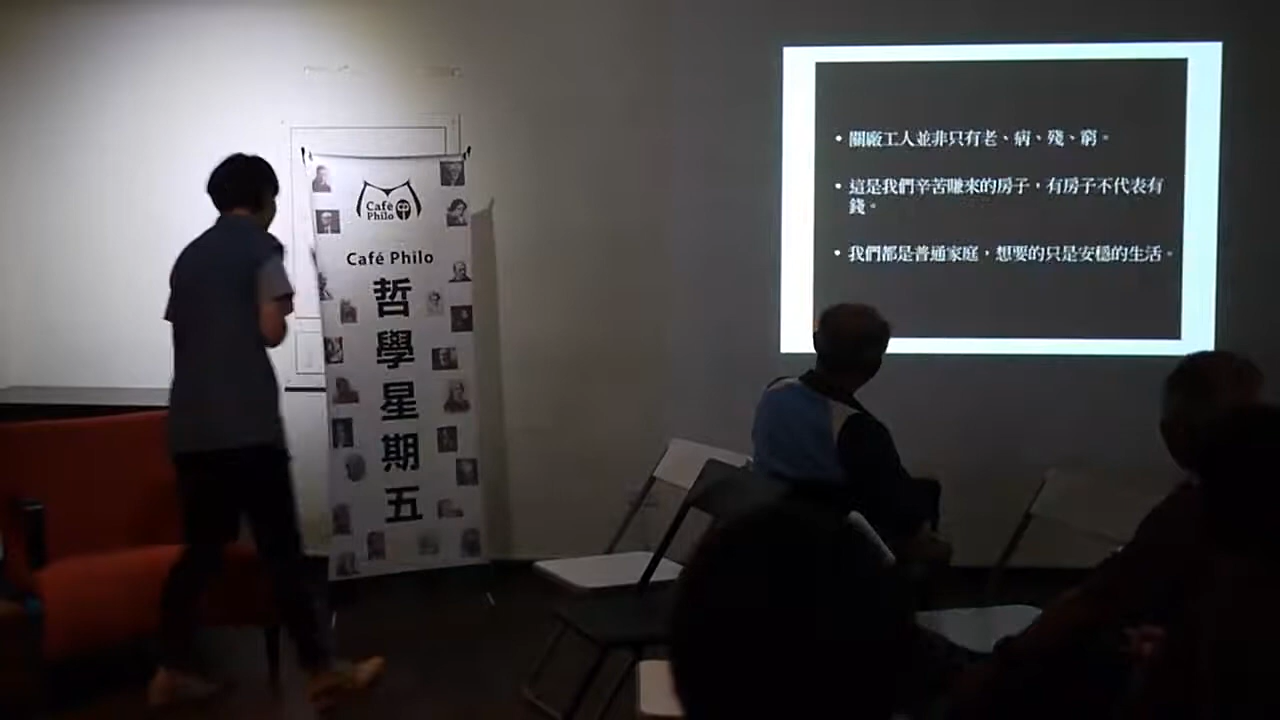 Café
Philo
Café Philo
哲學星期五
• 關廠工人並非只有老、病、殘、窮。
• 這是我們辛苦賺來的房子，有房子不代表有
錢。
• 我們都是普通家庭，想要的只是安穩的生活。